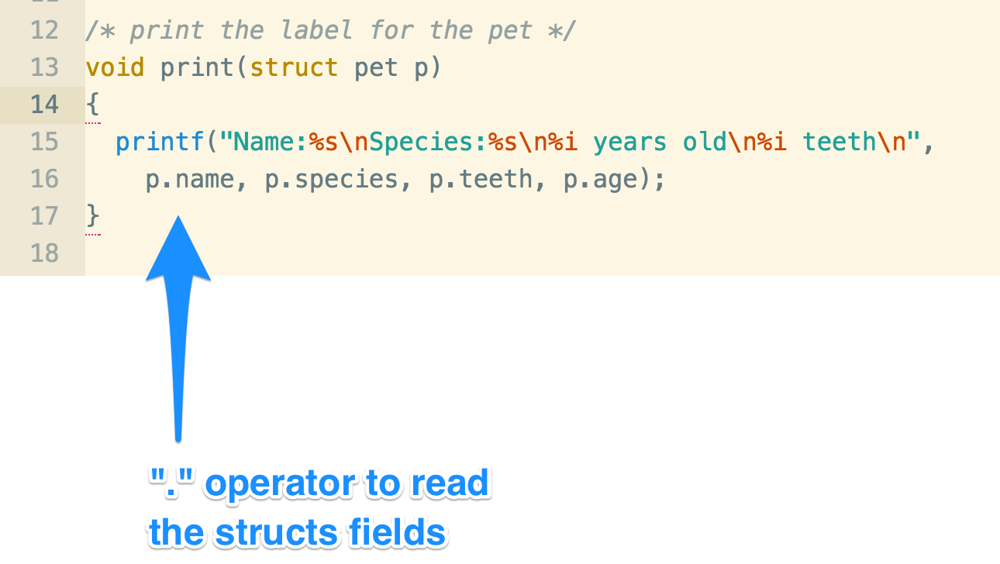 12 /* print the label for the pet */
13 void print(struct pet p)
14 {
15 printf("Name:%s\nSpecies:%s\n%i years old\n%i teeth\n",
16 p.name, p.species, p.teeth, p.age);
17 }
18
"." operator to read
the structs fields